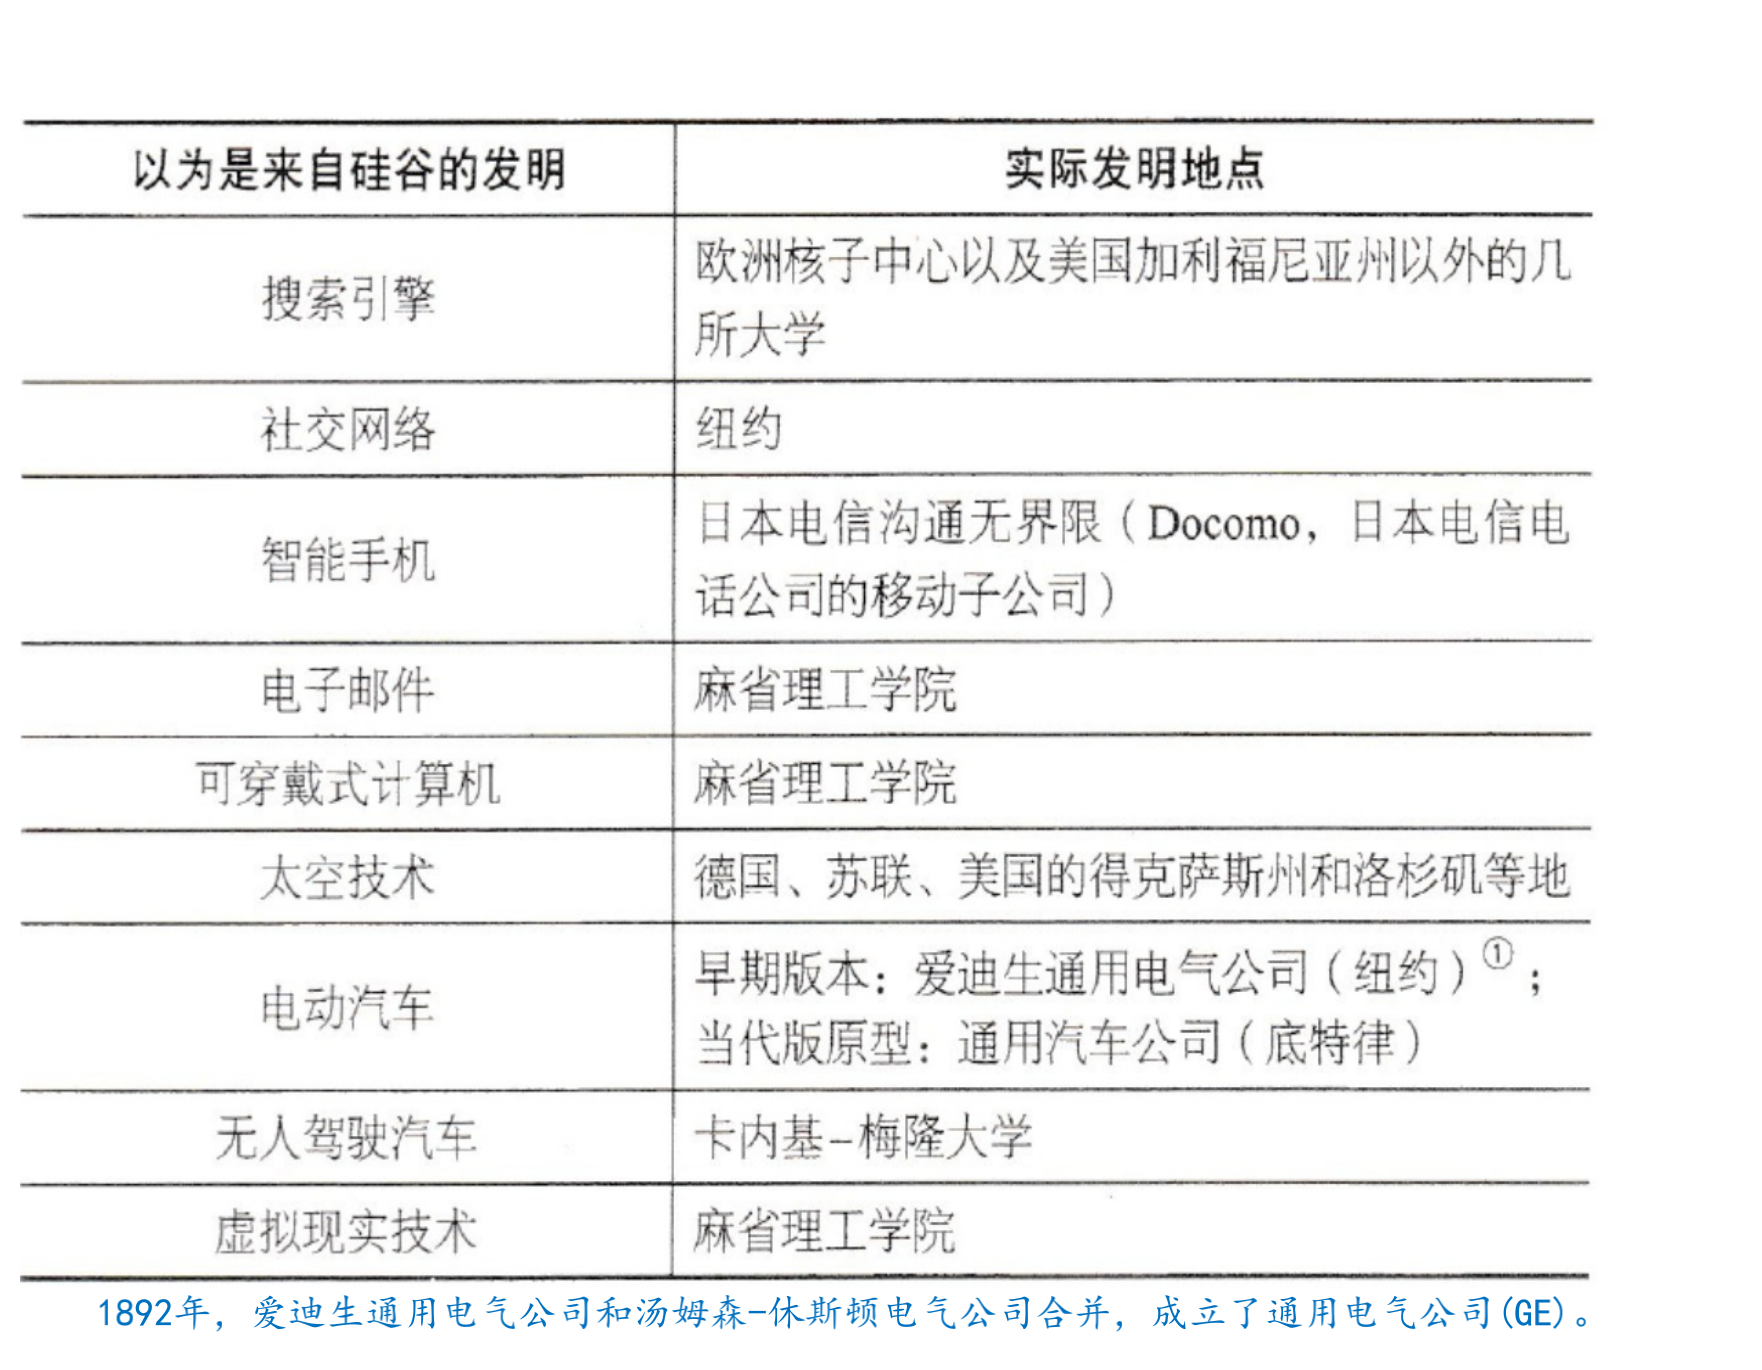 以为是来自硅谷的发明
实际发明地点
搜索引擎
欧洲核子中心以及美国加利福尼亚州以外的几
所大学
社交网络
纽约
智能手机
日本电信沟通无界限（Docomo，日本电信电
话公司的移动子公司）
电子邮件
麻省理工学院
可穿戴式计算机
麻省理工学院
太空技术
德国、苏联、美国的得克萨斯州和洛杉矶等地
电动汽车
早期版本：爱迪生通用电气公司（纽约）①；
当代版原型：通用汽车公司（底特律）
无人驾驶汽车
卡内基–梅隆大学
虚拟现实技术
麻省理工学院
1892年，爱迪生通用电气公司和汤姆森-休斯顿电气公司合并，成立了通用电气公司(GE)。